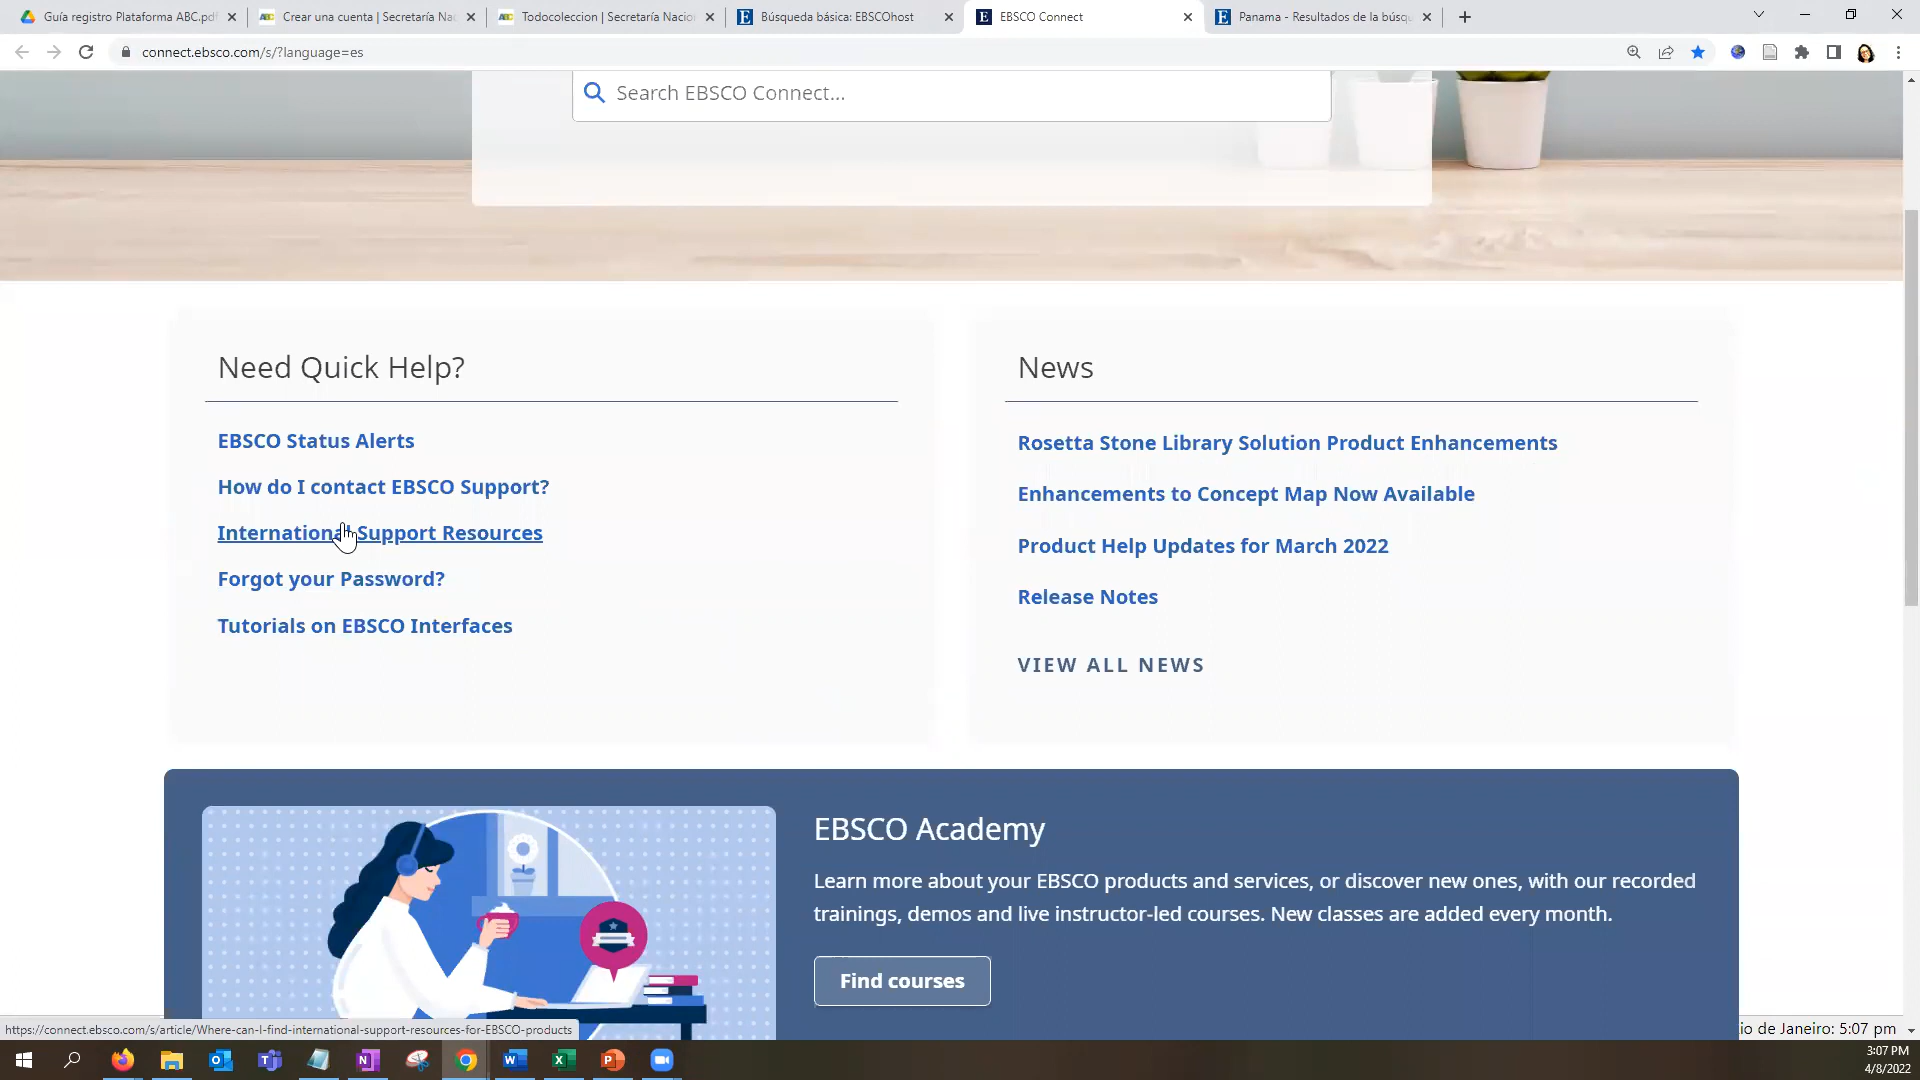 Guía registro Plataforma ABC.pdf
Crear una cuenta | Secretaría Na
Todocoleccion | Secretaría Nacio
Búsqueda básica: EBSCOhost
EBSCO Connect
Panama - Resultados de la búsqu
connect.ebsco.com/s/?language=es
Search EBSCO Connect...
Need Quick Help?
EBSCO Status Alerts
How do I contact EBSCO Support?
International Support Resources
Forgot your Password?
Tutorials on EBSCO Interfaces
News
Rosetta Stone Library Solution Product Enhancements
Enhancements to Concept Map Now Available
Product Help Updates for March 2022
Release Notes
VIEW ALL NEWS
EBSCO Academy
Learn more about your EBSCO products and services, or discover new ones, with our recorded
trainings, demos and live instructor-led courses. New classes are added every month.
Find courses
https://connect.ebsco.com/s/article/Where-can-I-find-international-support-resources-for-EBSCO-products
io de Janeiro: 5:07 pm
3:07 PM
4/8/2022